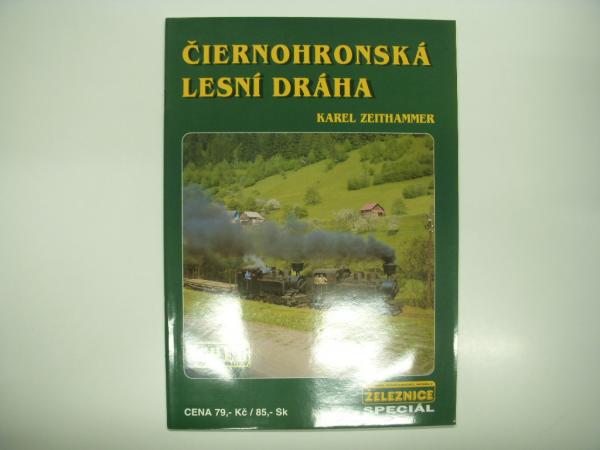 ČIERNOHRONSKÁ
LESNÍ DRÁHA
KAREL ZEITHAMMER
ŽELEZNICE
SPECIÁL
CENA 79,- Kč / 85,- Sk